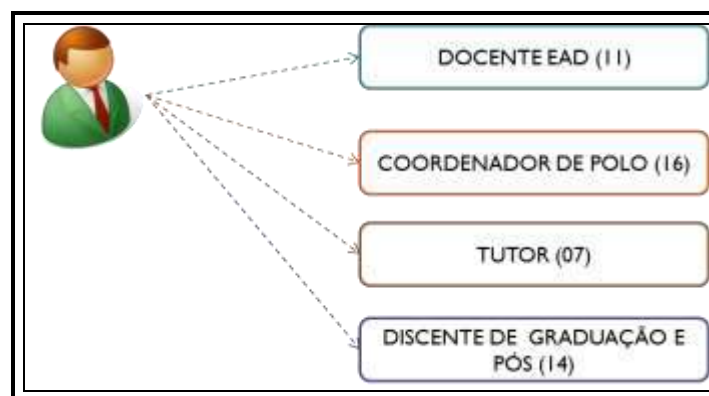 DOCENTE EAD (11)
COORDENADOR DE POLO (16)
TUTOR (07)
DISCENTE DE GRADUAÇÃO E
PÓS (14)